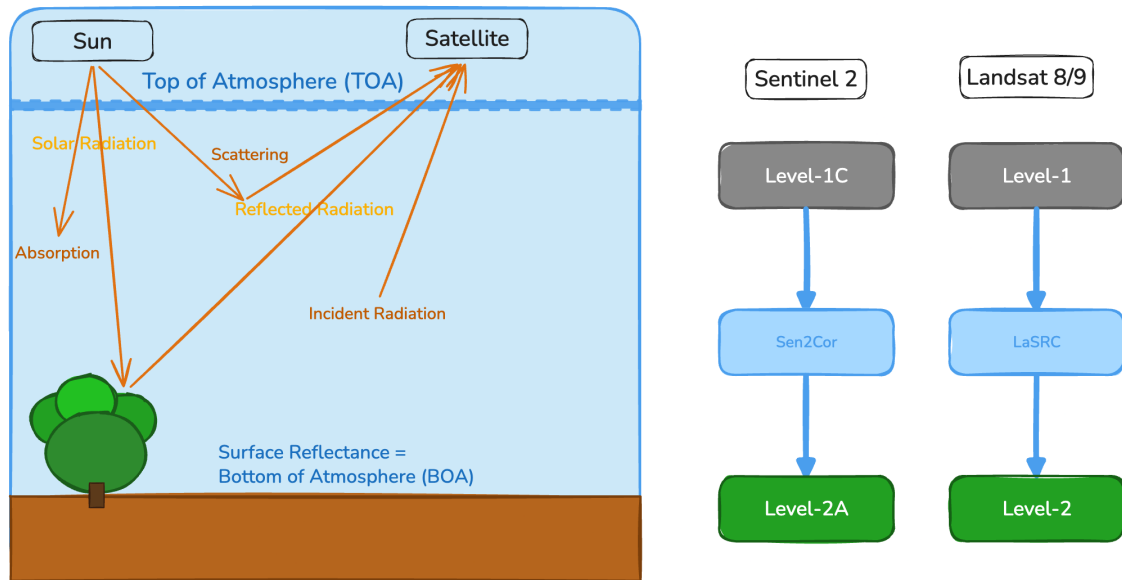 Sun
Satellite
Top of Atmosphere (TOA)
Solar Radiation
Scattering
Reflected Radiation
Absorption
Incident Radiation
Surface Reflectance =
Bottom of Atmosphere (BOA)
Sentinel 2
Landsat 8/9
Level-1C
Level-1
Sen2Cor
LaSRC
Level-2A
Level-2